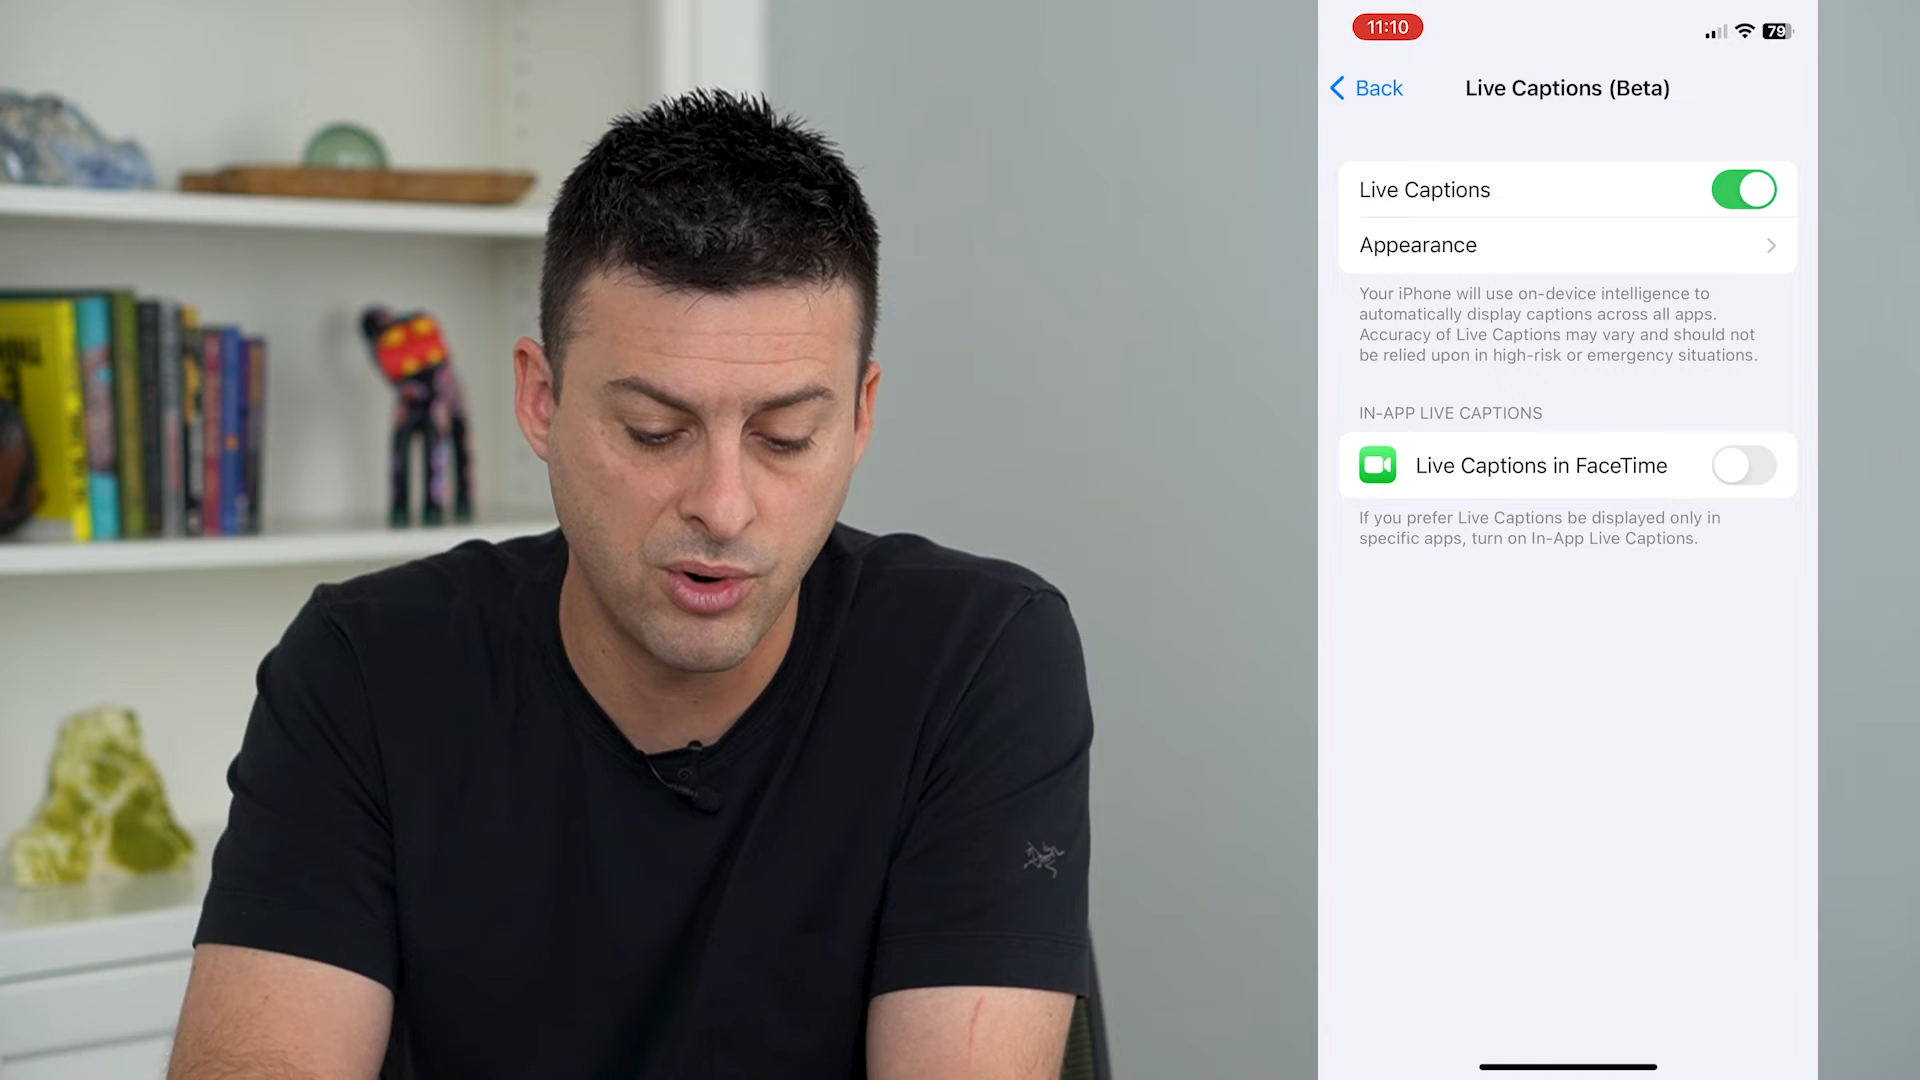 11:10
79
Back
Live Captions (Beta)
Live Captions
Appearance
Your iPhone will use on-device intelligence to
automatically display captions across all apps.
Accuracy of Live Captions may vary and should not
be relied upon in high-risk or emergency situations.
IN-APP LIVE CAPTIONS
Live Captions in FaceTime
If you prefer Live Captions be displayed only in
specific apps, turn on In-App Live Captions.